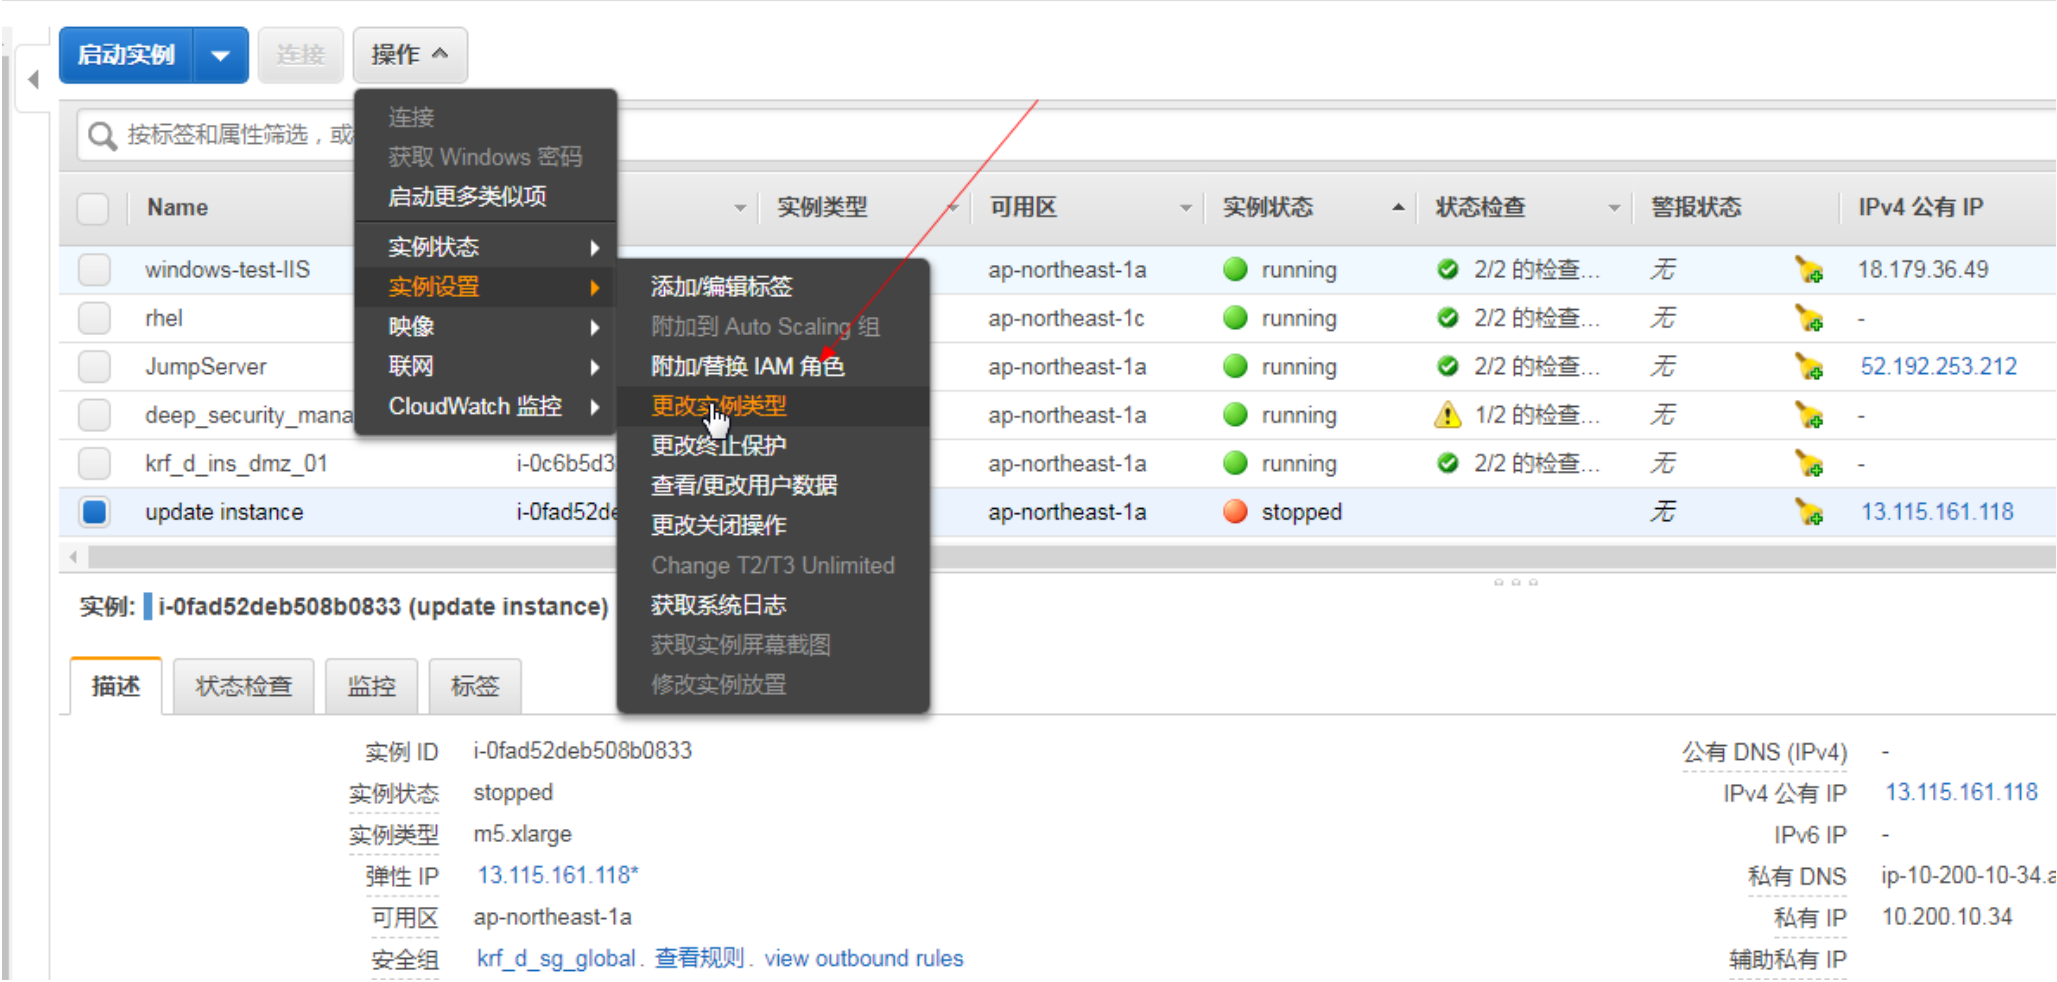 启动实例 连接 操作
连接
获取 Windows 密码
启动更多类似项
实例状态
实例设置
映像
联网
CloudWatch 监控
添加/编辑标签
附加到 Auto Scaling 组
附加/替换 IAM 角色
更改实例类型
更改终止保护
查看/更改用户数据
更改关闭操作
Change T2/T3 Unlimited
获取系统日志
获取实例屏幕截图
修改实例放置
按标签和属性筛选，或
Name 实例类型 可用区 实例状态 状态检查 警报状态 IPv4 公有 IP
windows-test-IIS ap-northeast-1a running 2/2 的检查... 无 18.179.36.49
rhel ap-northeast-1c running 2/2 的检查... 无 -
JumpServer ap-northeast-1a running 2/2 的检查... 无 52.192.253.212
deep_security_mana ap-northeast-1a running 1/2 的检查... 无 -
krf_d_ins_dmz_01 i-0c6b5d3 ap-northeast-1a running 2/2 的检查... 无 -
update instance i-0fad52de ap-northeast-1a stopped 无 13.115.161.118
实例: i-0fad52deb508b0833 (update instance)
描述 状态检查 监控 标签
实例 ID i-0fad52deb508b0833 公有 DNS (IPv4) -
实例状态 stopped IPv4 公有 IP 13.115.161.118
实例类型 m5.xlarge IPv6 IP -
弹性 IP 13.115.161.118* 私有 DNS ip-10-200-10-34.a
可用区 ap-northeast-1a 私有 IP 10.200.10.34
安全组 krf_d_sg_global. 查看规则. view outbound rules 辅助私有 IP